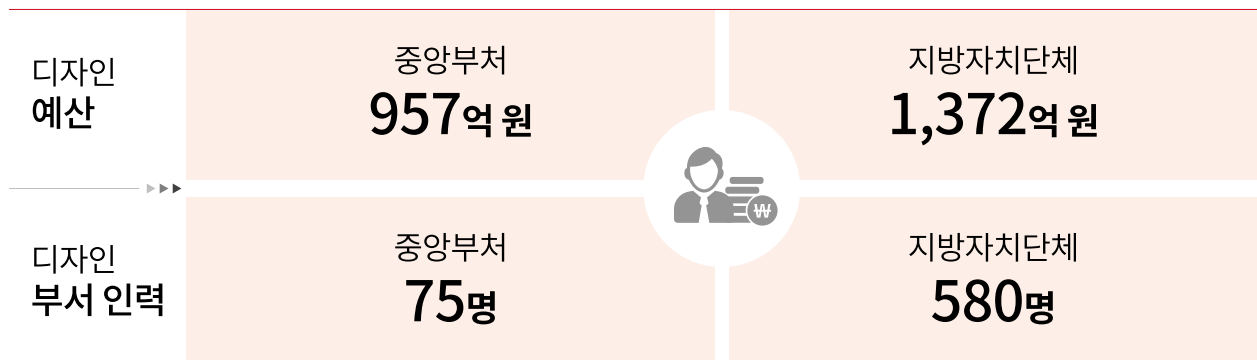 디자인
예산
중앙부처
957억 원
지방자치단체
1,372억 원
디자인
부서 인력
중앙부처
75명
지방자치단체
580명
₩